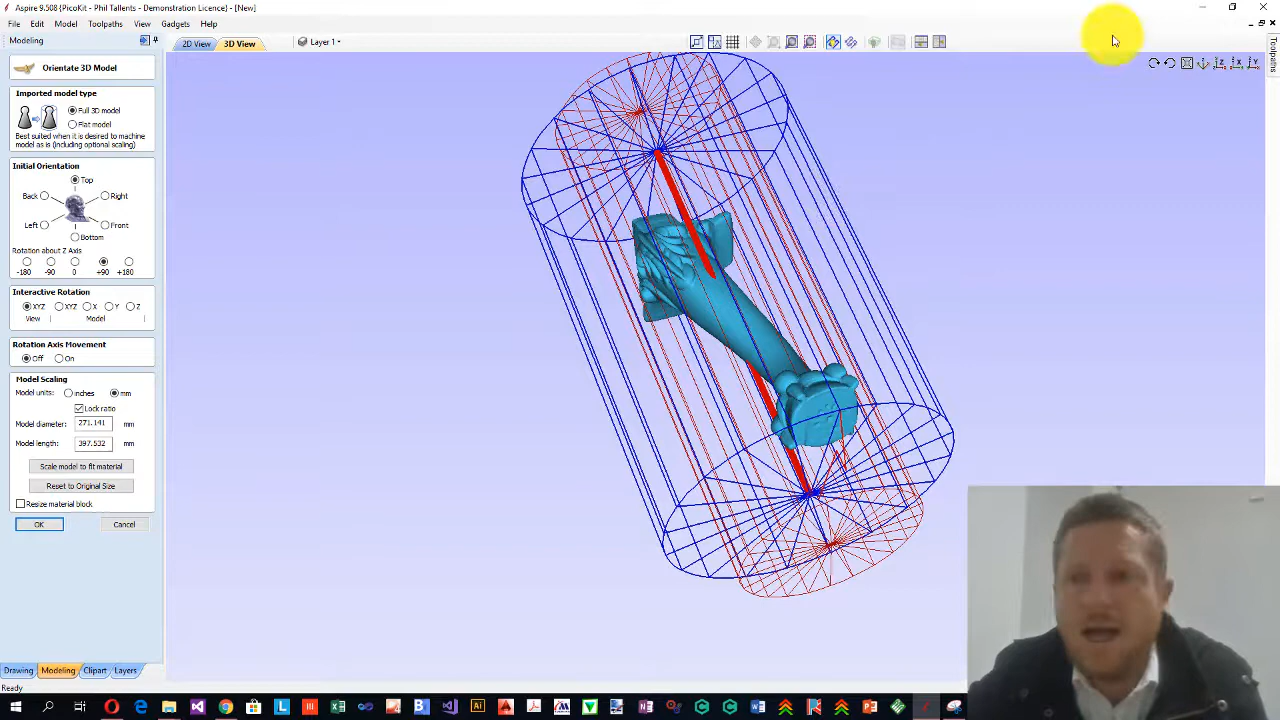 Aspire 9.508 {PicoKit - Phil Tallents - Demonstration Licence} - [New]
File Edit Model Toolpaths View Gadgets Help
Modeling
2D View 3D View Layer 1
Toolpaths
Orientate 3D Model
Imported model type
Full 3D model
Flat model
Best suited when it is desired to machine
model as is (including optional scaling)
Initial Orientation
Top
Back Right
Left Front
Bottom
Rotation about Z Axis
-180 -90 0 +90 +180
Interactive Rotation
XYZ XYZ X Y Z
View Model
Rotation Axis Movement
Off On
Model Scaling
Model units: inches mm
Lock ratio
Model diameter: 271.141 mm
Model length: 397.532 mm
Scale model to fit material
Reset to Original Size
Resize material block
OK Cancel
Drawing Modeling Clipart Layers
Ready